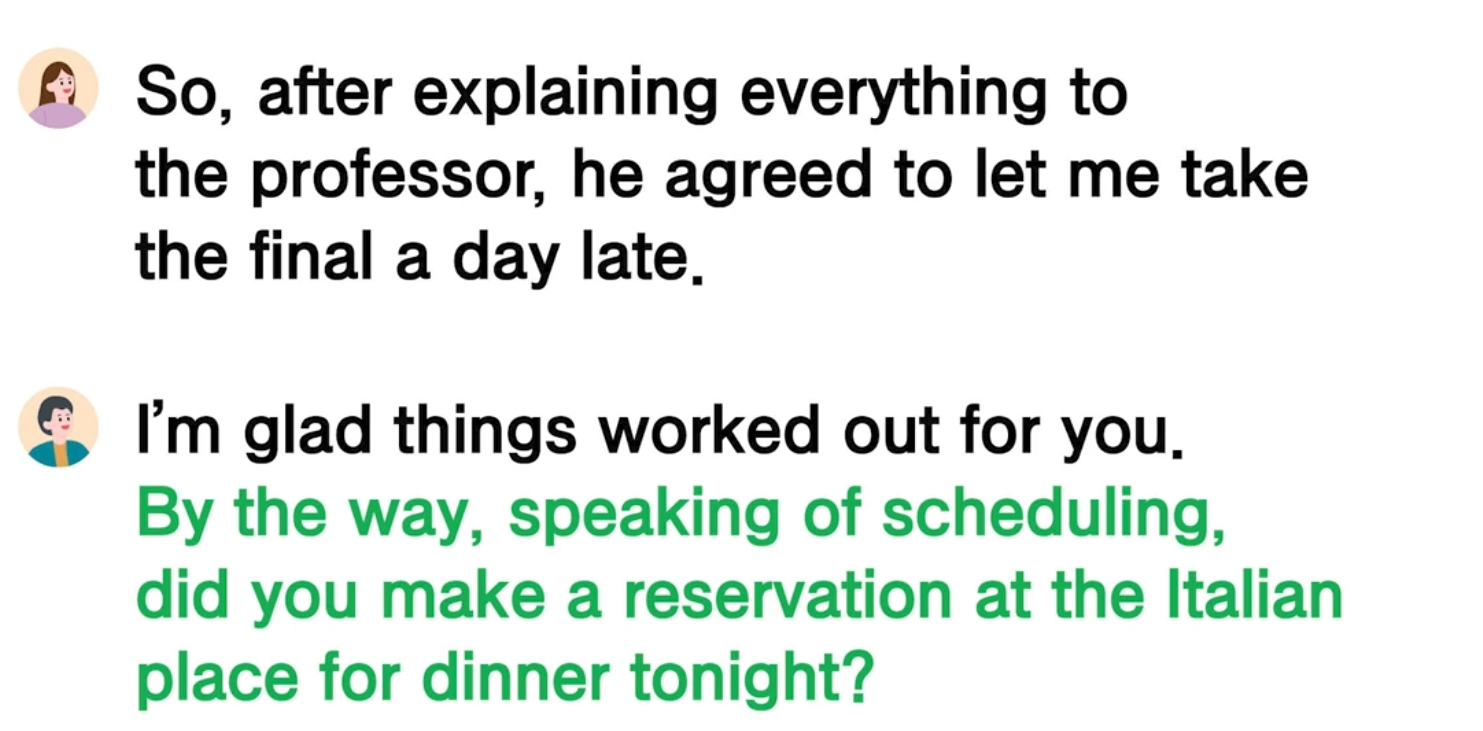 So, after explaining everything to
the professor, he agreed to let me take
the final a day late.
I'm glad things worked out for you.
By the way, speaking of scheduling,
did you make a reservation at the Italian
place for dinner tonight?